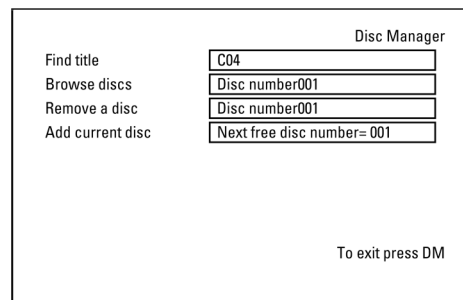 Disc Manager
Find title C04
Browse discs Disc number001
Remove a disc Disc number001
Add current disc Next free disc number= 001
To exit press DM